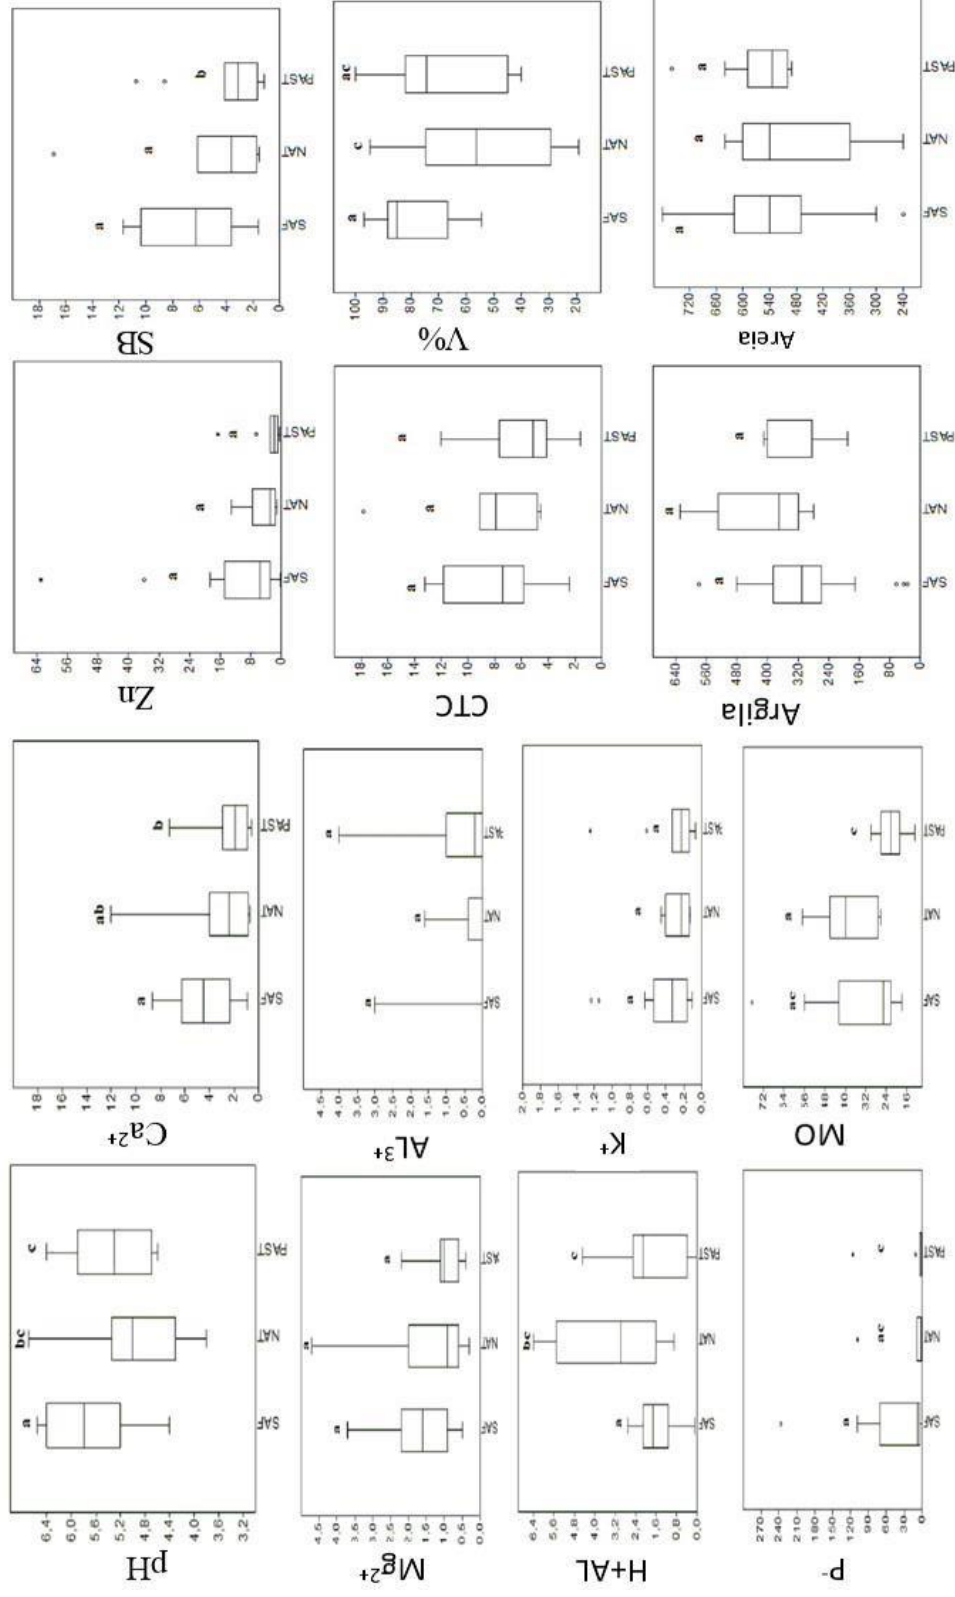 pH
6,4 6,0 5,6 5,2 4,8 4,4 4,0 3,6 3,2
a bc c
SAF NAT PAST
Ca²⁺
18 16 14 12 10 8 6 4 2 0
a ab b
SAF NAT PAST
Zn
64 56 48 40 32 24 16 8 0
a a a
SAF NAT PAST
SB
18 16 14 12 10 8 6 4 2 0
a a b
SAF NAT PAST
Mg²⁺
4,5 4,0 3,5 3,0 2,5 2,0 1,5 1,0 0,5 0
a a a
SAF NAT PAST
AL³⁺
4,5 4,0 3,5 3,0 2,5 2,0 1,5 1,0 0,5 0,0
a a a
SAF NAT PAST
CTC
18 16 14 12 10 8 6 4 2 0
a a a
SAF NAT PAST
V%
100 90 80 70 60 50 40 30 20
a c ac
SAF NAT PAST
H+AL
6,4 5,6 4,8 4,0 3,2 2,4 1,6 0,8 0,0
a bc c
SAF NAT PAST
K⁺
2,0 1,8 1,6 1,4 1,2 1,0 0,8 0,6 0,4 0,2 0,0
a a a
SAF NAT PAST
Argila
640 560 480 400 320 240 160 80 0
a a a
SAF NAT PAST
Areia
720 660 600 540 480 420 360 300 240
a a a
SAF NAT PAST
P⁻
270 240 210 180 150 120 90 60 30 0
a ac c
SAF NAT PAST
MO
72 64 56 48 40 32 24 16
ac a c
SAF NAT PAST